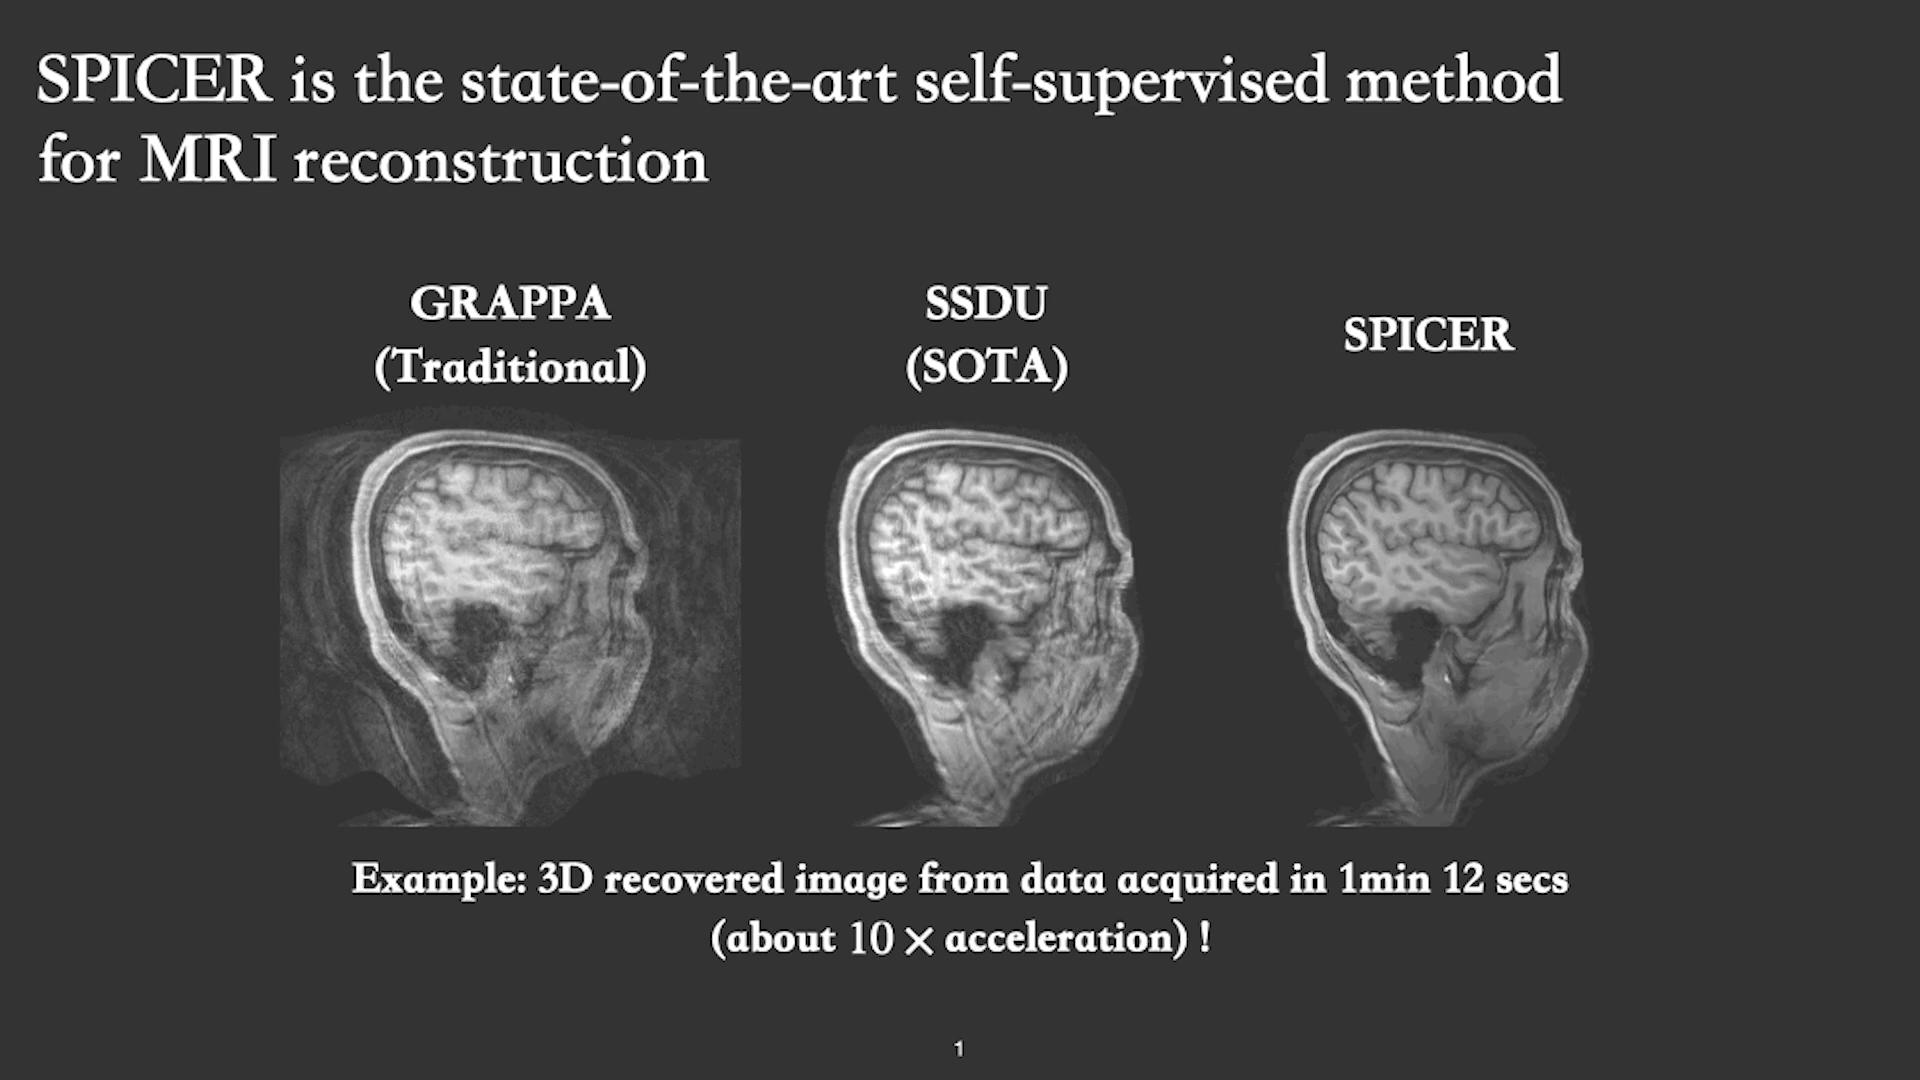 SPICER is the state-of-the-art self-supervised method
for MRI reconstruction
GRAPPA
(Traditional)
SSDU
(SOTA)
SPICER
Example: 3D recovered image from data acquired in 1min 12 secs
(about 10 × acceleration) !
1